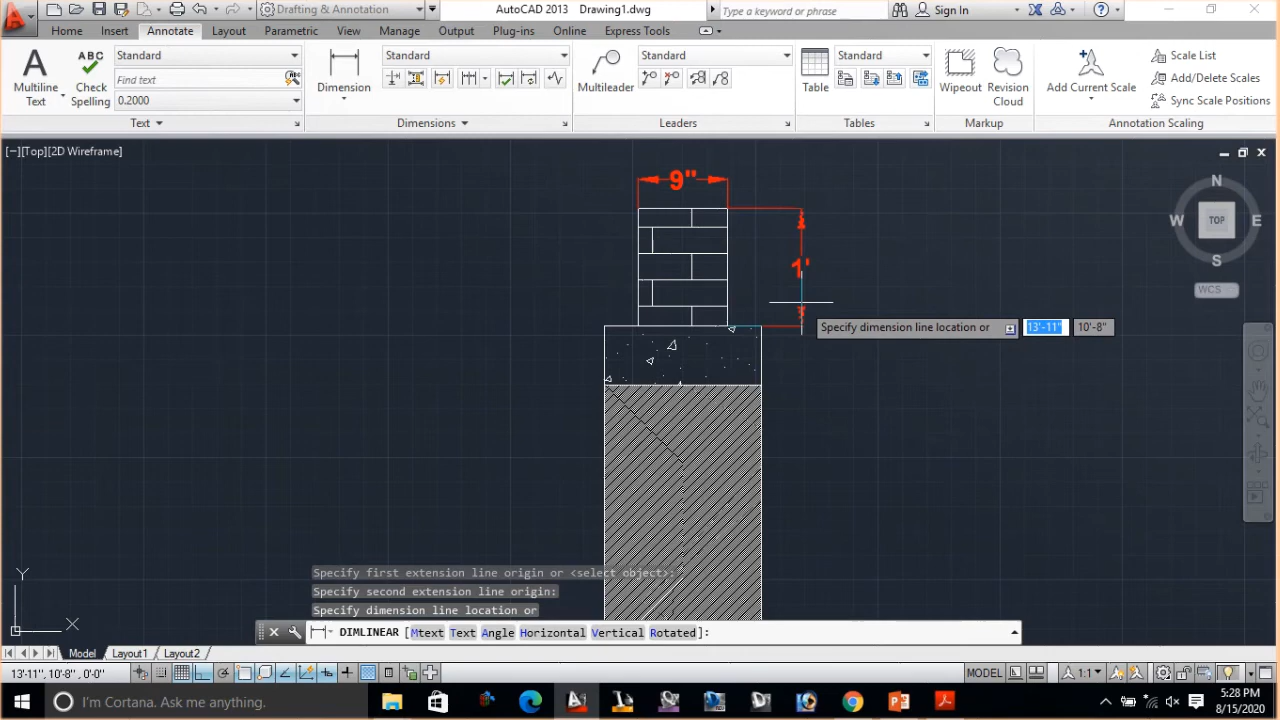 Drafting & Annotation
AutoCAD 2013 Drawing1.dwg
Type a keyword or phrase
Sign In
Home Insert Annotate Layout Parametric View Manage Output Plug-ins Online Express Tools
Multiline Text
ABC
Check Spelling
Standard
Find text
ABC
0.2000
Dimension
Standard
Multileader
Standard
Table
Standard
Wipeout
Revision Cloud
Add Current Scale
Scale List
Add/Delete Scales
Sync Scale Positions
Text
Dimensions
Leaders
Tables
Markup
Annotation Scaling
[−][Top][2D Wireframe]
9"
1'
N
W TOP E
S
WCS
Specify dimension line location or 13'-11" 10'-8"
Y
X
Specify first extension line origin or <select object>:
Specify second extension line origin:
Specify dimension line location or
DIMLINEAR [Mtext Text Angle Horizontal Vertical Rotated]:
Model Layout1 Layout2
13'-11", 10'-8", 0'-0"
MODEL
1:1
I'm Cortana. Ask me anything.
5:28 PM
8/15/2020